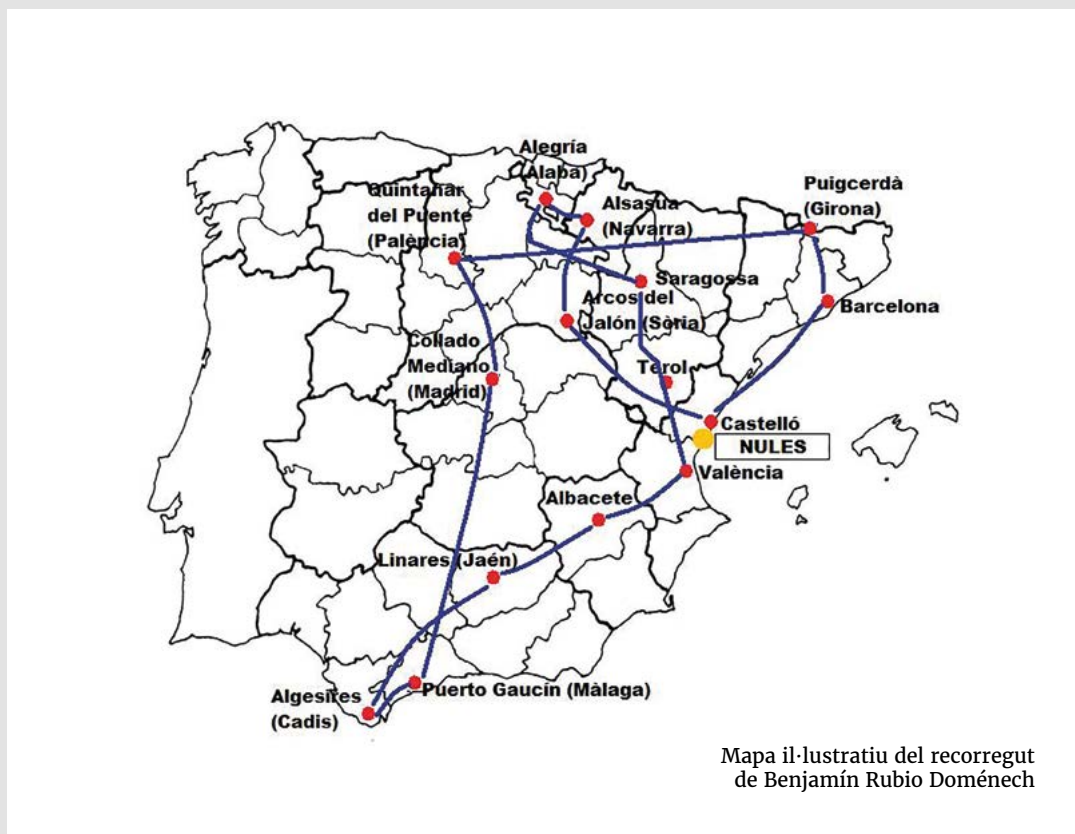 Alegría
(Alaba)
Quintanar
del Puente
(Palència)
Alsasua
(Navarra)
Puigcerdà
(Girona)
Saragossa
Arcos del
Jalón (Sòria)
Barcelona
Collado
Mediano
(Madrid)
Terol
Castelló
NULES
València
Albacete
Linares (Jaén)
Algesires
(Cadis)
Puerto Gaucín (Màlaga)
Mapa il·lustratiu del recorregut
de Benjamín Rubio Doménech